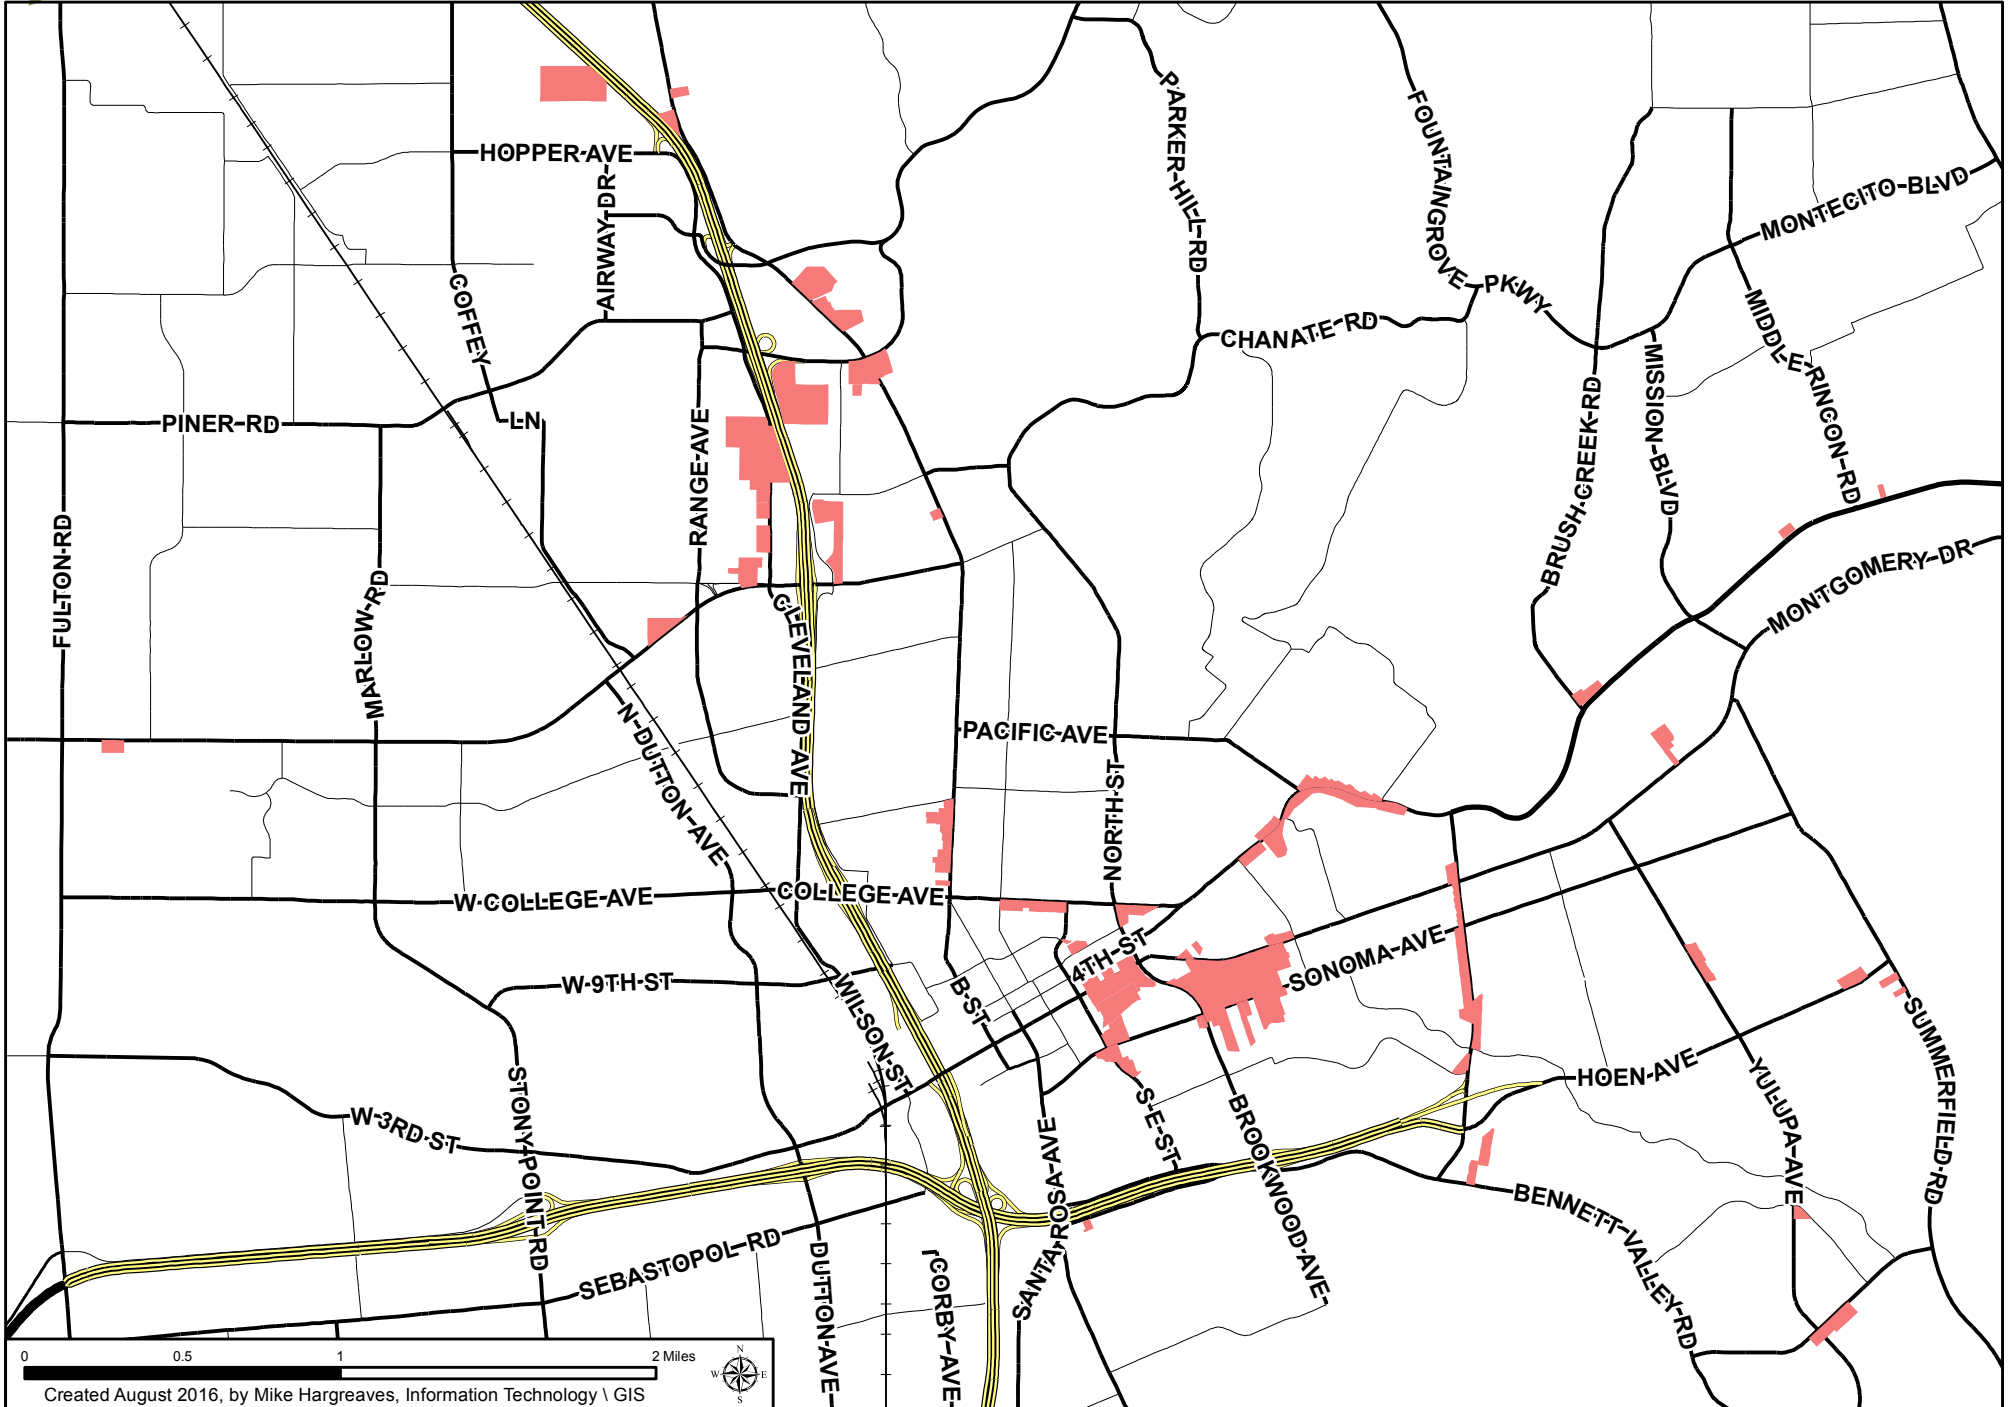 PARKER HILL RD
FOUNTAINGROVE PKWY
HOPPER AVE
AIRWAY DR
MONTECITO BLVD
COFFEY LN
CHANATE RD
MIDDLE RINCON RD
MISSION BLVD
BRUSH CREEK RD
PINER RD
RANGE AVE
FULTON RD
MARLOW RD
MONTGOMERY DR
CLEVELAND AVE
N DUTTON AVE
PACIFIC AVE
NORTH ST
W COLLEGE AVE
COLLEGE AVE
4TH ST
SONOMA AVE
W 9TH ST
WILSON ST
B ST
SUMMERFIELD RD
HOEN AVE
YULUPA AVE
STONY POINT RD
W 3RD ST
S E ST
BROOKWOOD AVE
SANTA ROSA AVE
BENNETT VALLEY RD
SEBASTOPOL RD
DUTTON AVE
CORBY AVE
0 0.5 1 2 Miles
N
W E
S
Created August 2016, by Mike Hargreaves, Information Technology \ GIS